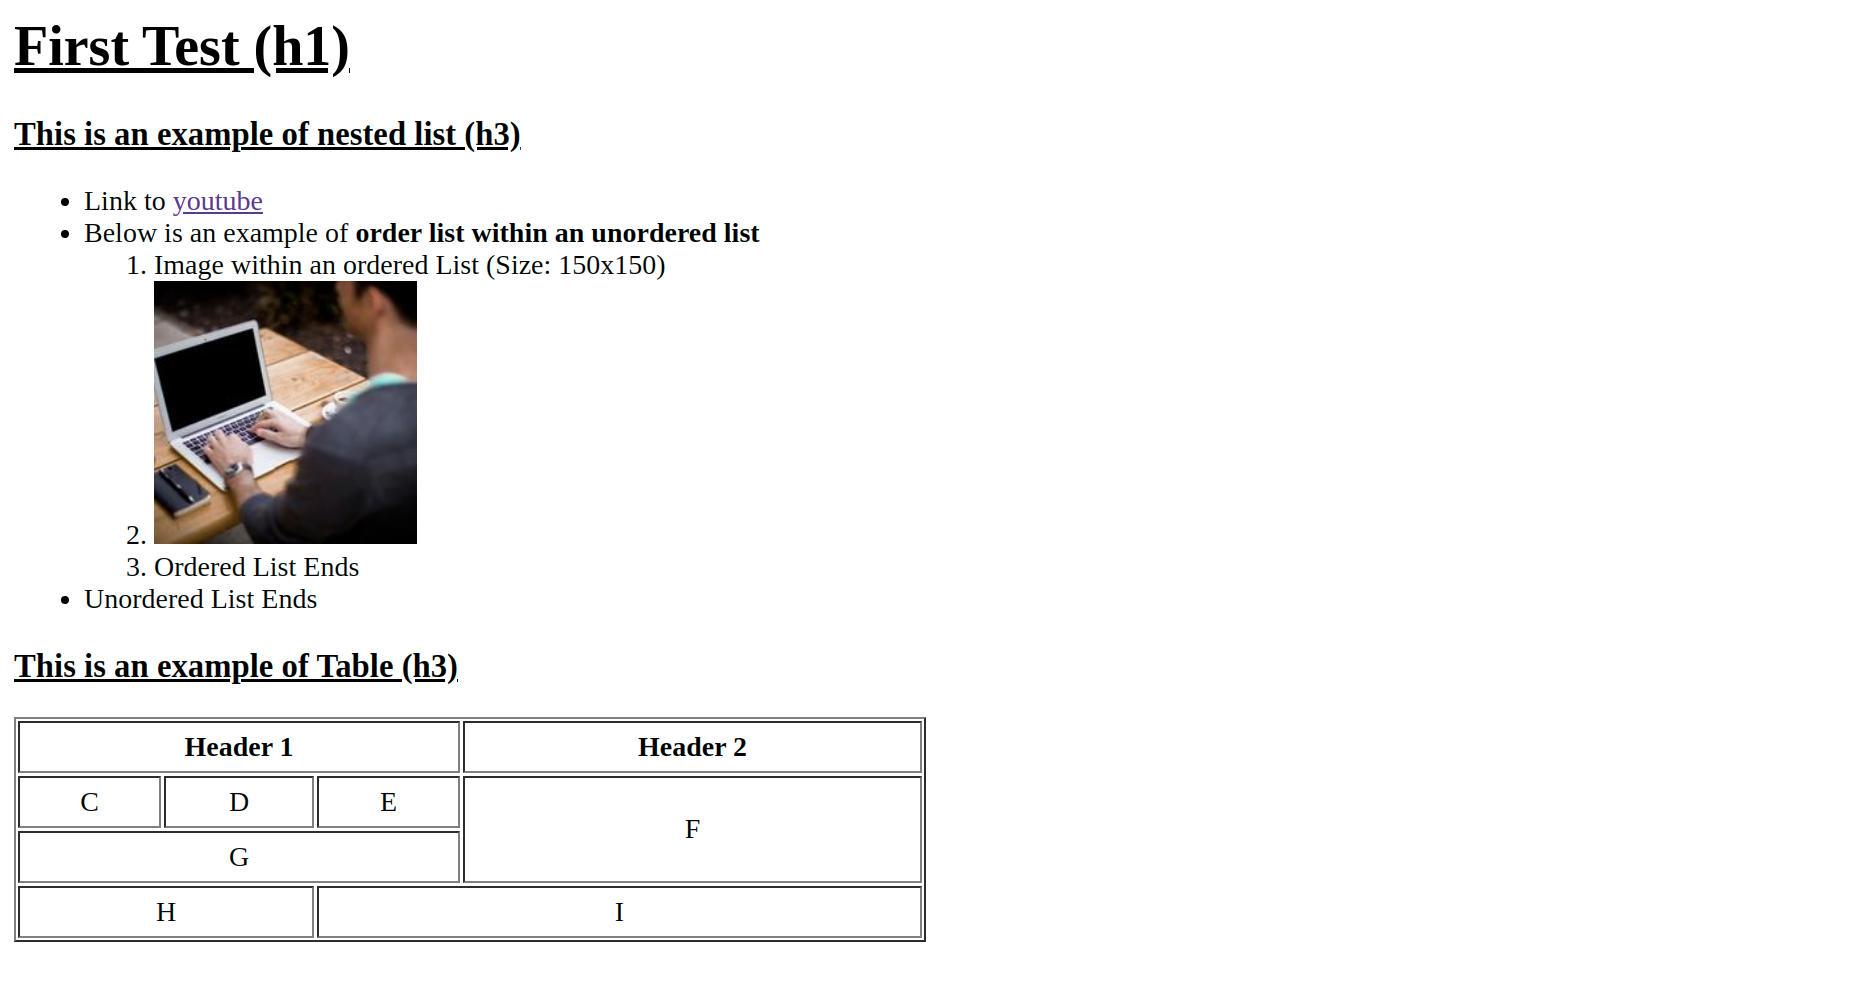 First Test (h1)
This is an example of nested list (h3)
• Link to youtube
• Below is an example of order list within an unordered list
1. Image within an ordered List (Size: 150x150)
2.
3. Ordered List Ends
• Unordered List Ends
This is an example of Table (h3)
Header 1 Header 2
C D E
F
G
H I